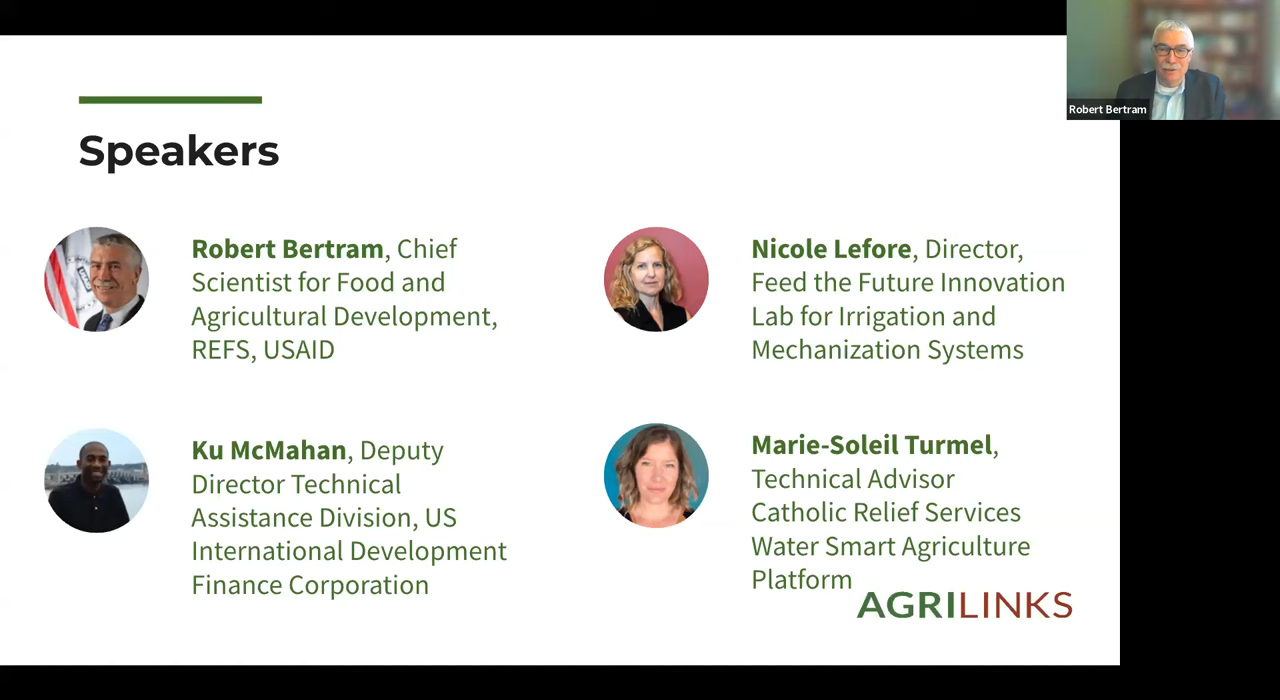 Robert Bertram
Speakers
Robert Bertram, Chief
Scientist for Food and
Agricultural Development,
REFS, USAID
Nicole Lefore, Director,
Feed the Future Innovation
Lab for Irrigation and
Mechanization Systems
Ku McMahan, Deputy
Director Technical
Assistance Division, US
International Development
Finance Corporation
Marie-Soleil Turmel,
Technical Advisor
Catholic Relief Services
Water Smart Agriculture
Platform
AGRILINKS